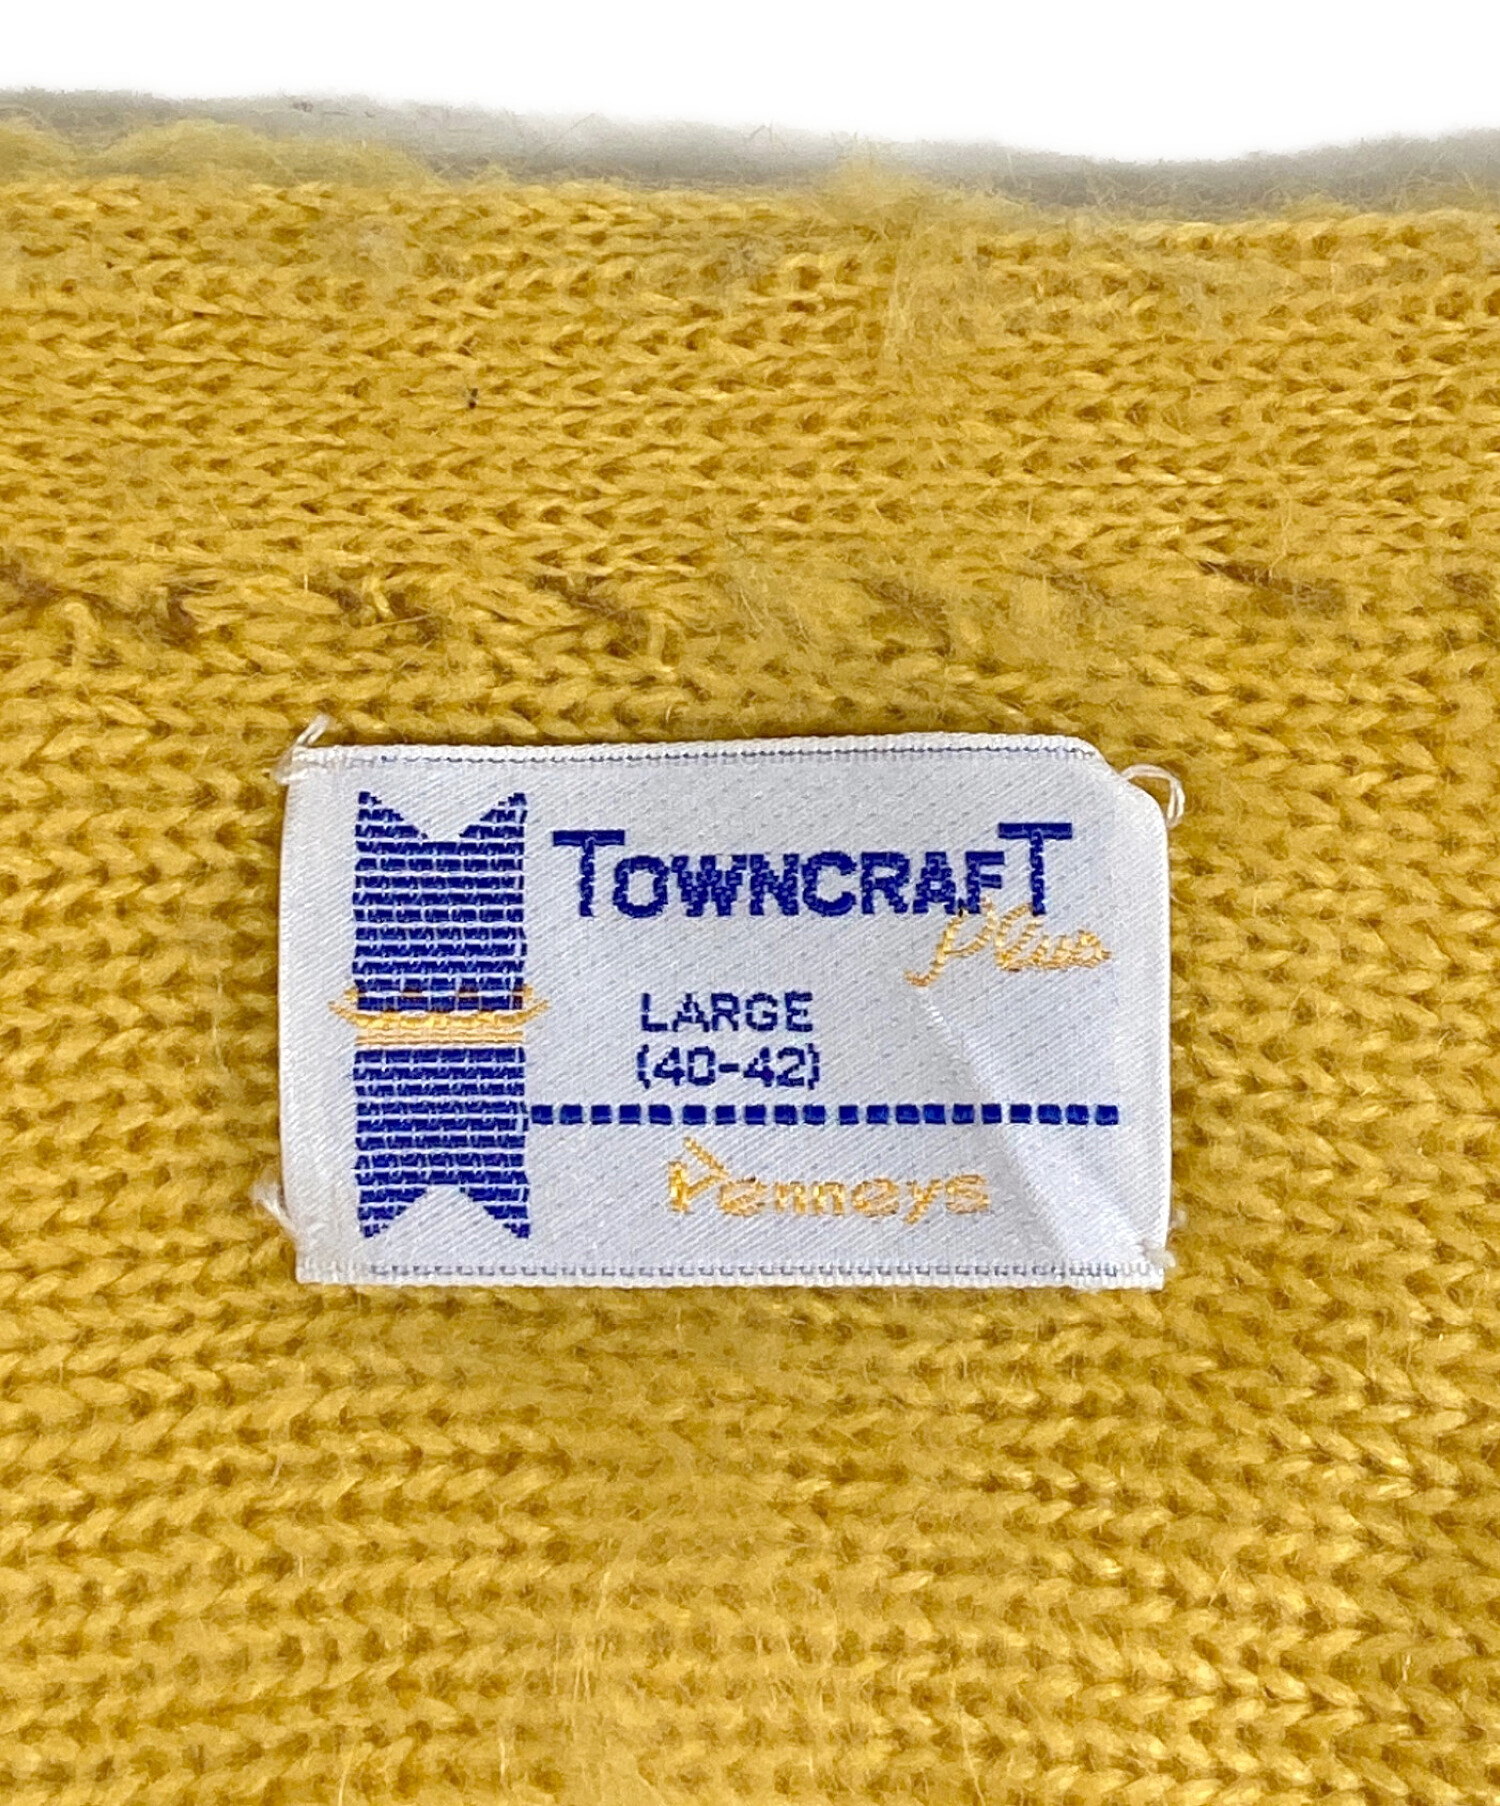 TOWNCRAFT
Plus
LARGE
(40-42)
Penneys